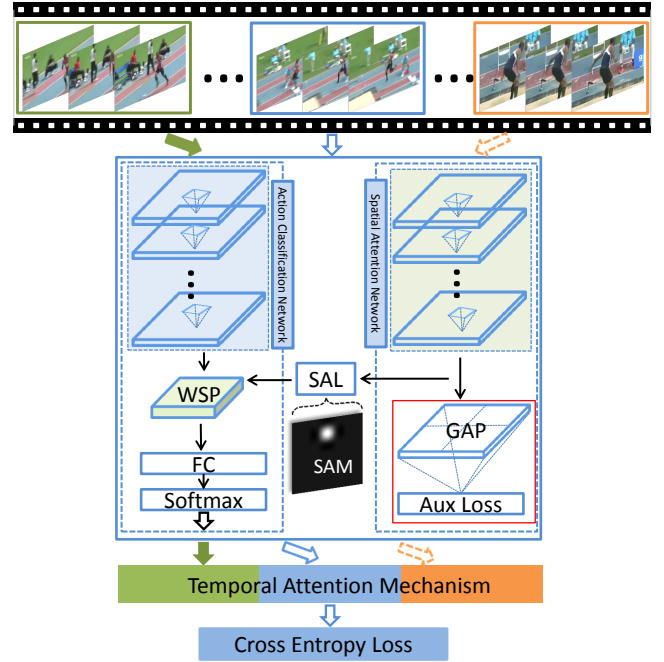 Action Classification Network
Spatial Attention Network
SAL
WSP
GAP
SAM
FC
Softmax
Aux Loss
Temporal Attention Mechanism
Cross Entropy Loss